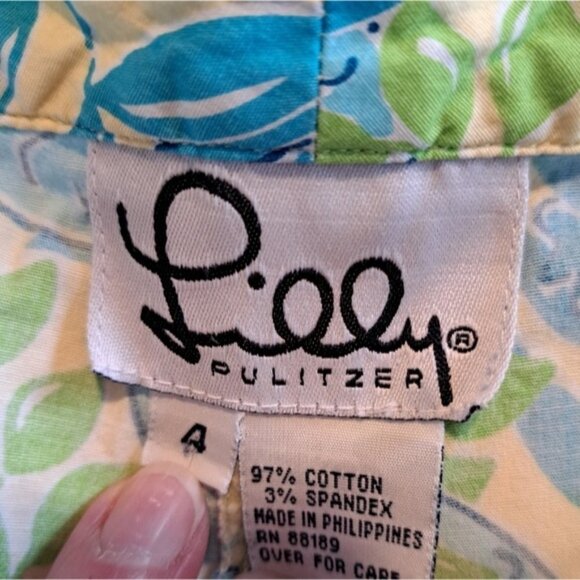 Lilly®
PULITZER
4
97% COTTON
3% SPANDEX
MADE IN PHILIPPINES
RN 88189
OVER FOR CARE